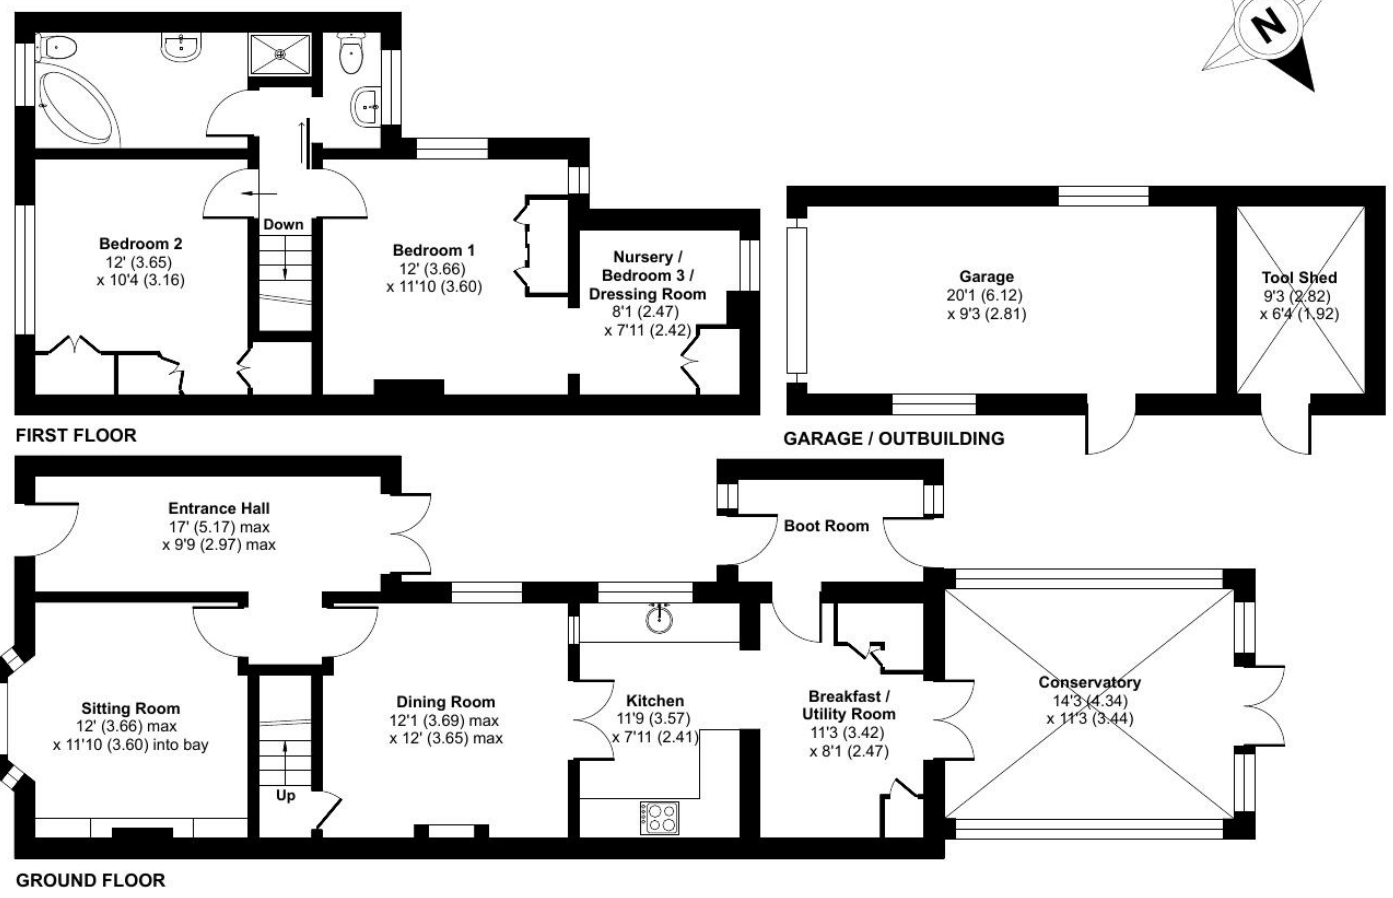 N
Bedroom 2
12' (3.65)
x 10'4 (3.16)
Down
Bedroom 1
12' (3.66)
x 11'10 (3.60)
Nursery /
Bedroom 3 /
Dressing Room
8'1 (2.47)
x 7'11 (2.42)
Garage
20'1 (6.12)
x 9'3 (2.81)
Tool Shed
9'3 (2.82)
x 6'4 (1.92)
FIRST FLOOR
GARAGE / OUTBUILDING
Entrance Hall
17' (5.17) max
x 9'9 (2.97) max
Boot Room
Sitting Room
12' (3.66) max
x 11'10 (3.60) into bay
Up
Dining Room
12'1 (3.69) max
x 12' (3.65) max
Kitchen
11'9 (3.57)
x 7'11 (2.41)
Breakfast /
Utility Room
11'3 (3.42)
x 8'1 (2.47)
Conservatory
14'3 (4.34)
x 11'3 (3.44)
GROUND FLOOR